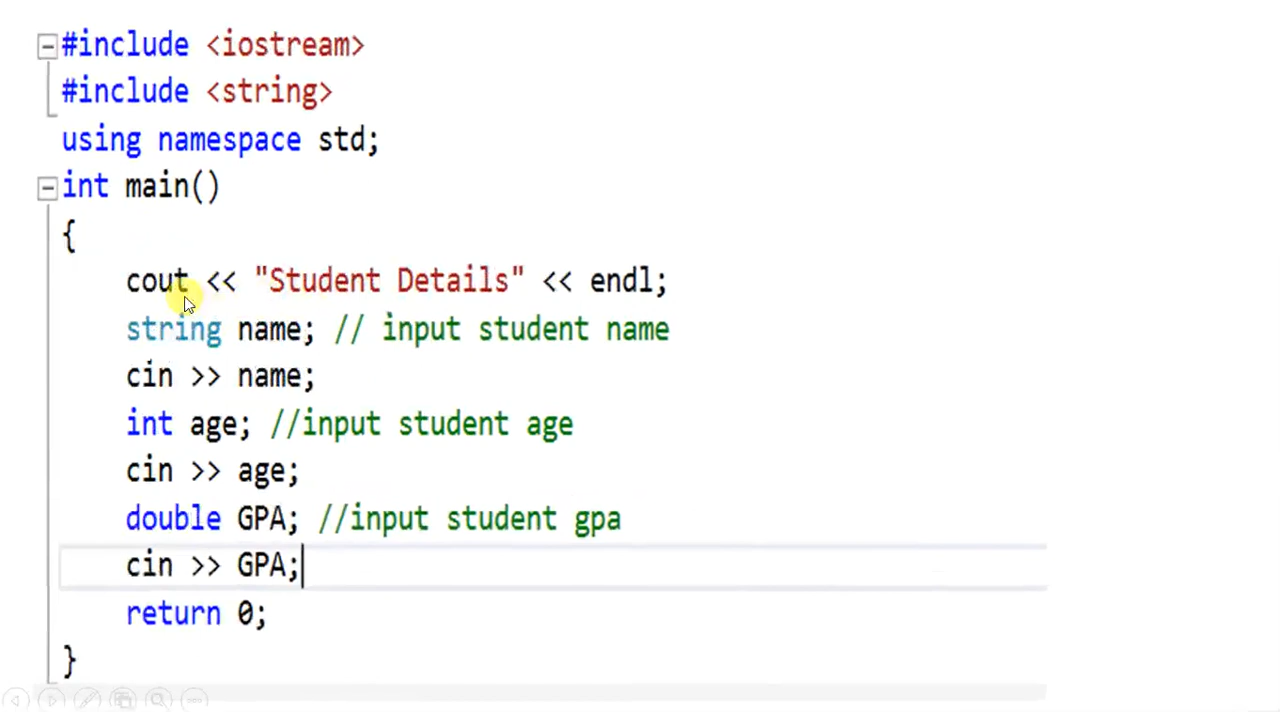 #include <iostream>
#include <string>
using namespace std;
int main()
{
cout << "Student Details" << endl;
string name; // input student name
cin >> name;
int age; //input student age
cin >> age;
double GPA; //input student gpa
cin >> GPA;
return 0;
}